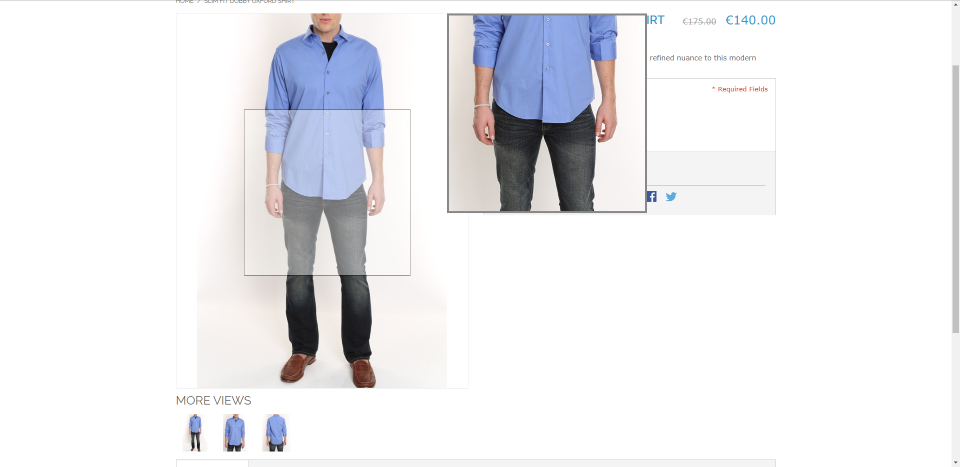 HOME / SLIM FIT DOBBY OXFORD SHIRT
IRT €175.00 €140.00
refined nuance to this modern
* Required Fields
MORE VIEWS